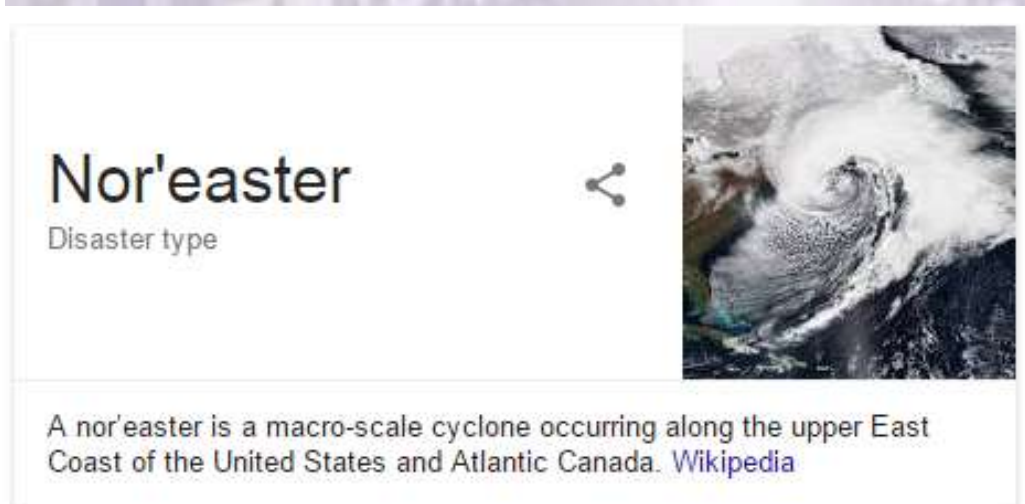 Nor'easter
Disaster type
A nor'easter is a macro-scale cyclone occurring along the upper East
Coast of the United States and Atlantic Canada. Wikipedia